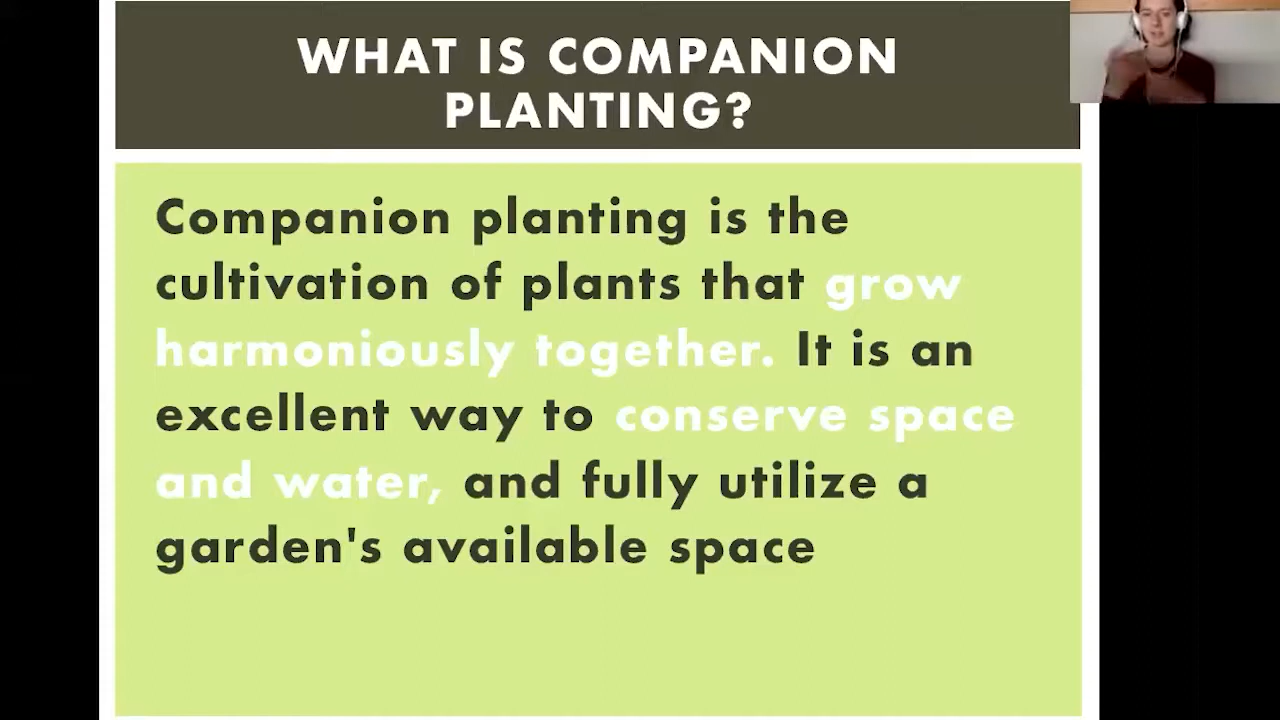 WHAT IS COMPANION
PLANTING?
Companion planting is the
cultivation of plants that grow
harmoniously together. It is an
excellent way to conserve space
and water, and fully utilize a
garden's available space